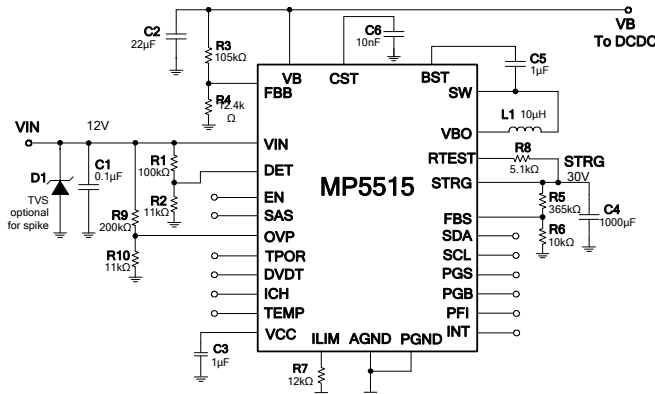 VB
To DCDC
C2
22µF
R3
105kΩ
R4
12.4k
Ω
C6
10nF
C5
1µF
VB
CST
BST
FBB
SW
L1 10µH
VBO
VIN
12V
VIN
D1
TVS
optional
for spike
C1
0.1µF
R1
100kΩ
DET
R2
11kΩ
R9
200kΩ
R10
11kΩ
MP5515
RTEST
R8
5.1kΩ
STRG
STRG
30V
R5
365kΩ
C4
1000µF
FBS
R6
10kΩ
EN
SAS
OVP
TPOR
DVDT
ICH
TEMP
VCC
SDA
SCL
PGS
PGB
PFI
INT
C3
1µF
ILIM
AGND
PGND
R7
12kΩ